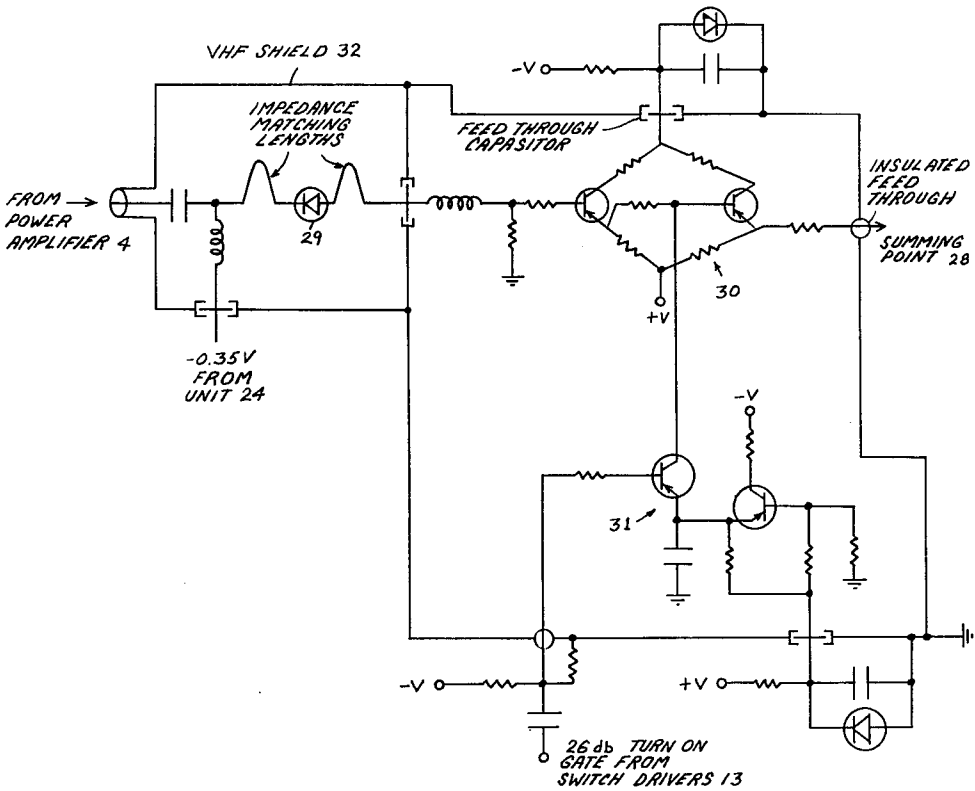 VHF SHIELD 32
-V
IMPEDANCE
MATCHING
LENGTHS
FEED THROUGH
CAPASITOR
INSULATED
FEED
THROUGH
FROM
POWER
AMPLIFIER 4
29
SUMMING
POINT 28
30
+V
-0.35V
FROM
UNIT 24
-V
31
-V
+V
26 db TURN ON
GATE FROM
SWITCH DRIVERS 13